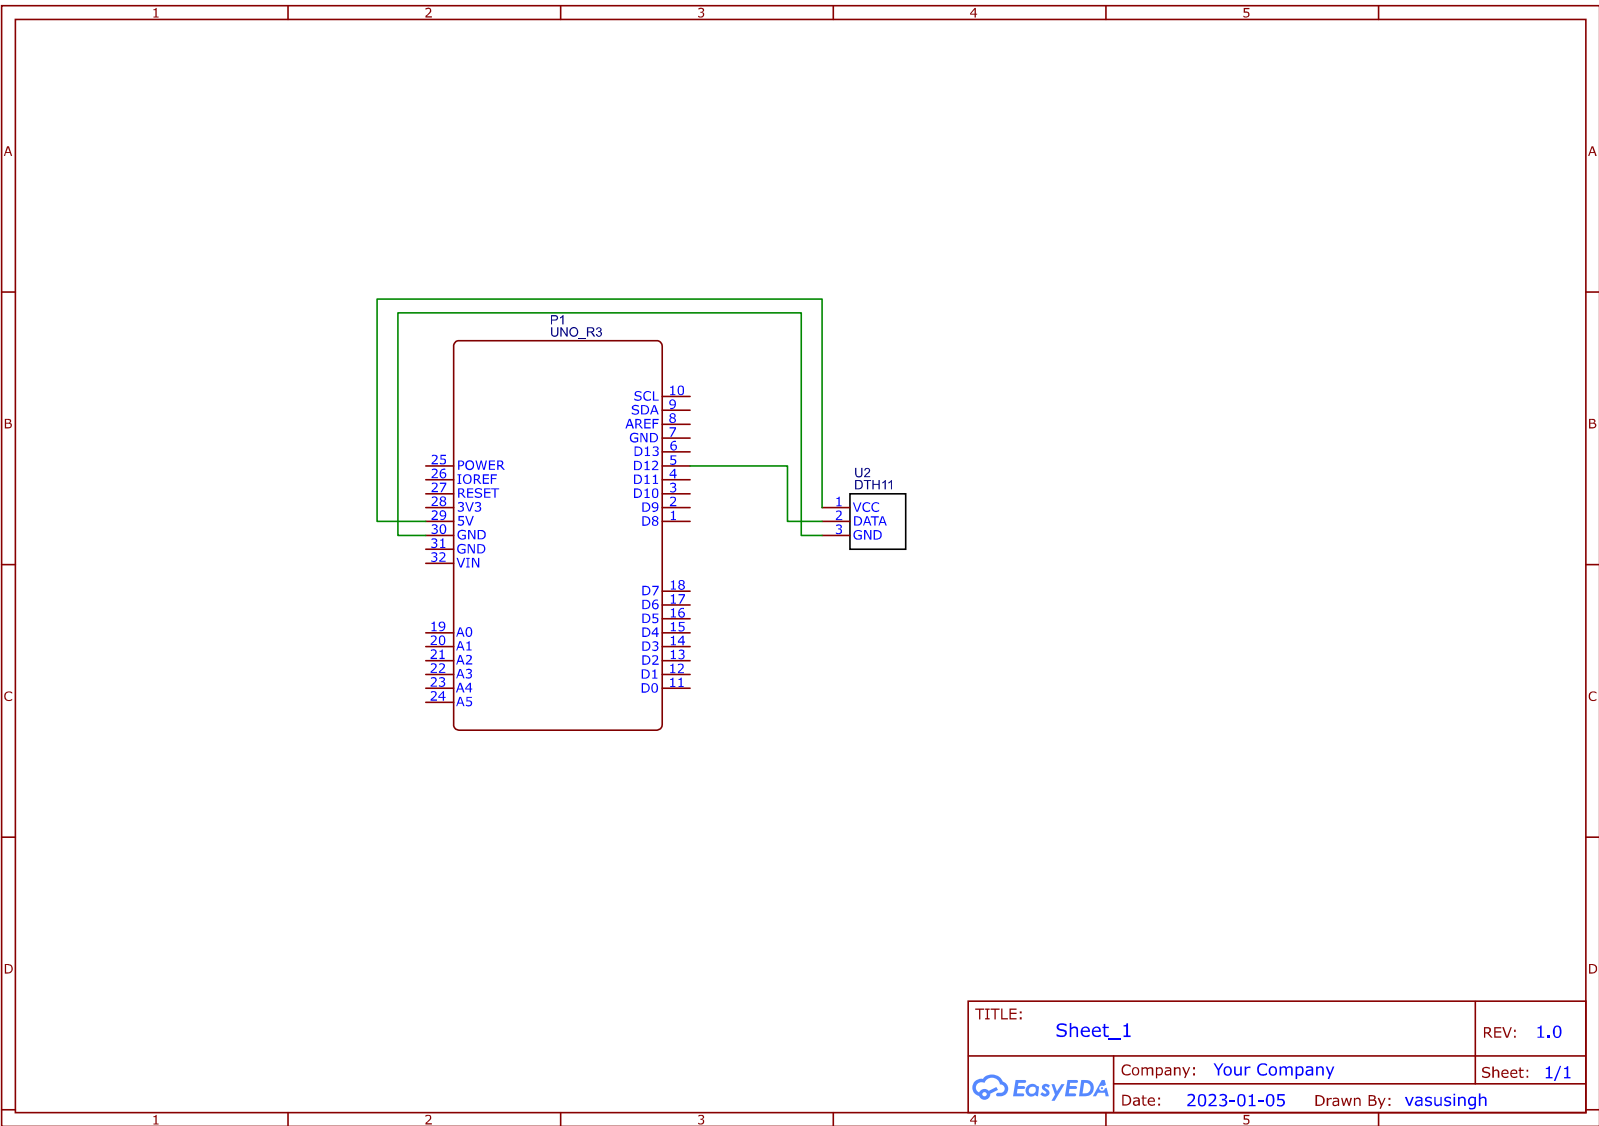 1 2 3 4 5
A A
P1
UNO_R3
SCL 10
SDA 9
AREF 8
GND 7
B D13 6 B
25 POWER D12 5
26 IOREF D11 4
27 RESET D10 3
28 3V3 D9 2
29 5V D8 1
30 GND
31 GND
32 VIN
U2
DTH11
1 VCC
2 DATA
3 GND
D7 18
D6 17
D5 16
19 A0 D4 15
20 A1 D3 14
21 A2 D2 13
22 A3 D1 12
23 A4 D0 11
24 A5
C C
D D
TITLE:
Sheet_1
REV: 1.0
EasyEDA
Company: Your Company
Sheet: 1/1
Date: 2023-01-05 Drawn By: vasusingh
1 2 3 4 5